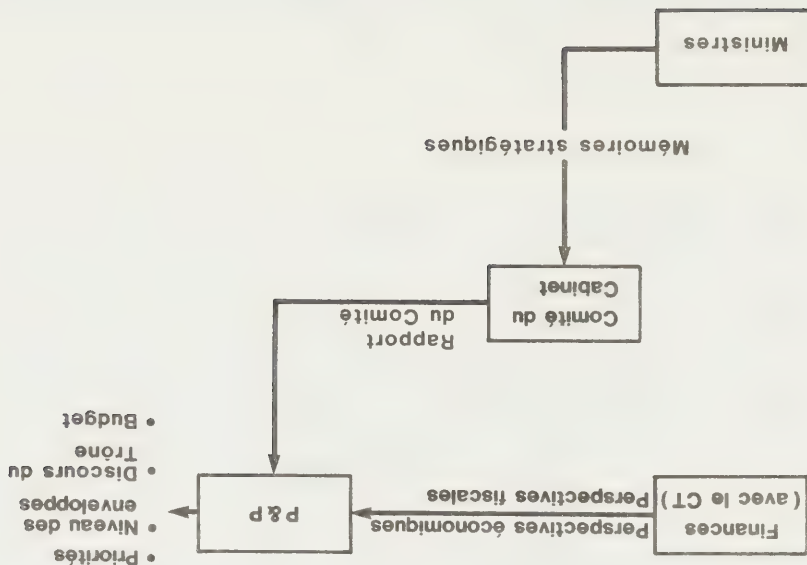 Finances
(avec le CT)
Perspectives économiques
Perspectives fiscales
P & P
• Priorités
• Niveau des
enveloppes
• Discours du
Trône
• Budget
Rapport
du Comité
Comité du
Cabinet
Mémoires stratégiques
Ministres